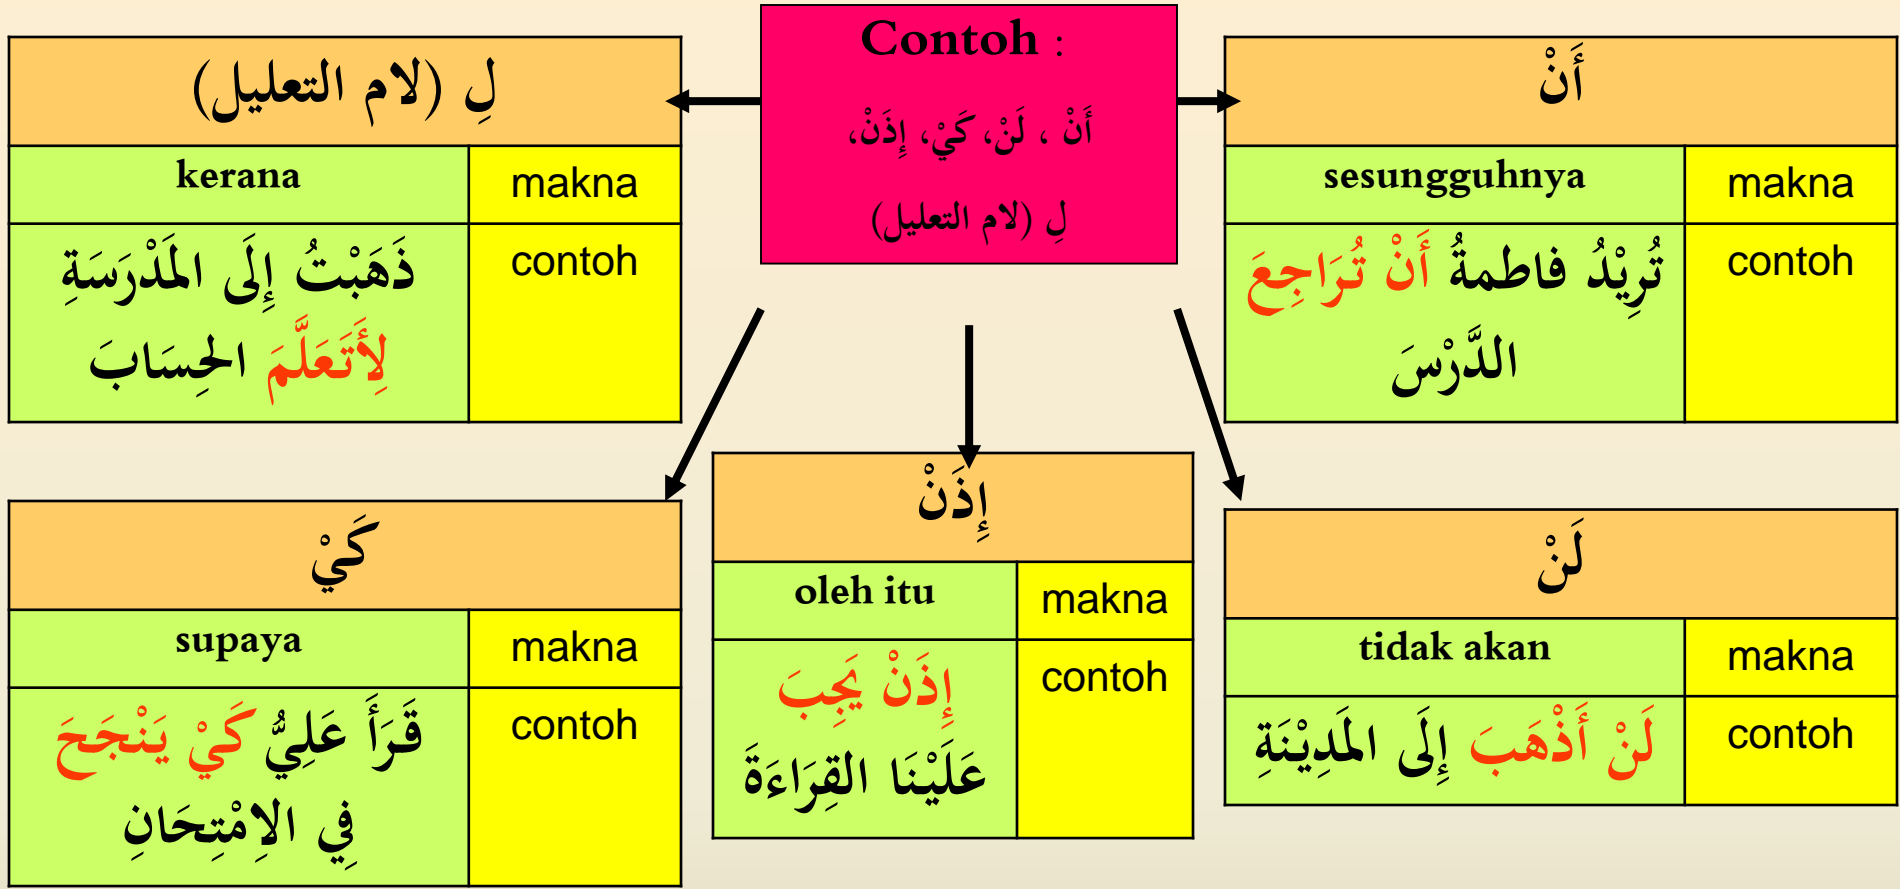 Contoh :
أَنْ ، لَنْ، كَيْ، إِذَنْ،
لِ (لام التعليل)
أَنْ
sesungguhnya
makna
تُرِيْدُ فاطمةُ أَنْ تُرَاجِعَ
الدَّرْسَ
contoh
لِ (لام التعليل)
kerana
makna
ذَهَبْتُ إِلَى المَدْرَسَةِ
لِأَتَعَلَّمَ الحِسَابَ
contoh
لَنْ
tidak akan
makna
لَنْ أَذْهَبَ إِلَى المَدِيْنَةِ
contoh
إِذَنْ
oleh itu
makna
إِذَنْ يَجِبَ
عَلَيْنَا القِرَاءَةَ
contoh
كَيْ
supaya
makna
قَرَأَ عَلِيُّ كَيْ يَنْجَحَ
فِي الاِمْتِحَانِ
contoh